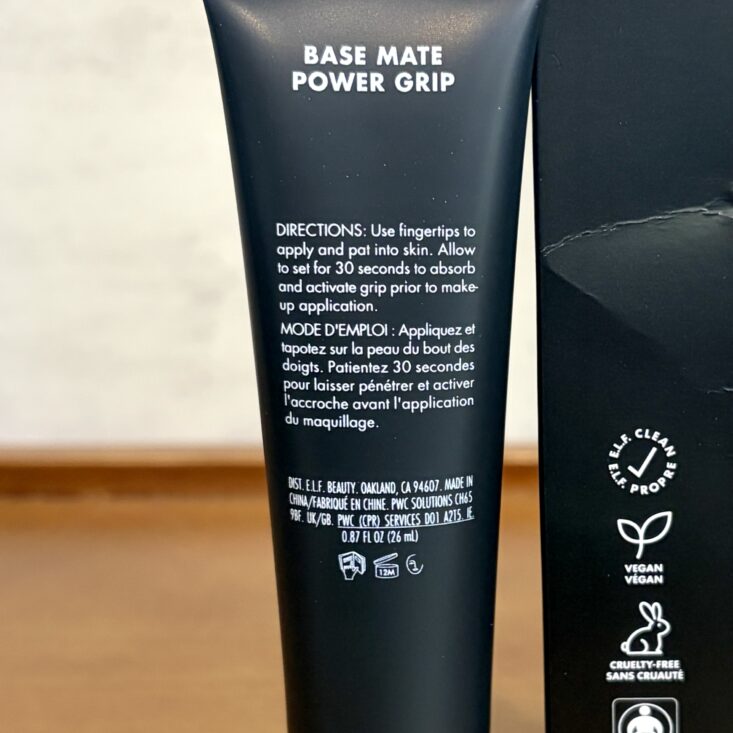 BASE MATE
POWER GRIP
DIRECTIONS: Use fingertips to
apply and pat into skin. Allow
to set for 30 seconds to absorb
and activate grip prior to make-
up application.
MODE D'EMPLOI : Appliquez et
tapotez sur la peau du bout des
doigts. Patientez 30 secondes
pour laisser pénétrer et activer
l'accroche avant l'application
du maquillage.
DIST. E.L.F. BEAUTY. OAKLAND, CA 94607. MADE IN
CHINA/FABRIQUÉ EN CHINE. PWC SOLUTIONS CH65
9BF. UK/GB. PWC (CPR) SERVICES D01 A2T5. IE.
0.87 FL OZ (26 mL)
12M
E.L.F. CLEAN
E.L.F. PROPRE
VEGAN
VÉGAN
CRUELTY-FREE
SANS CRUAUTÉ